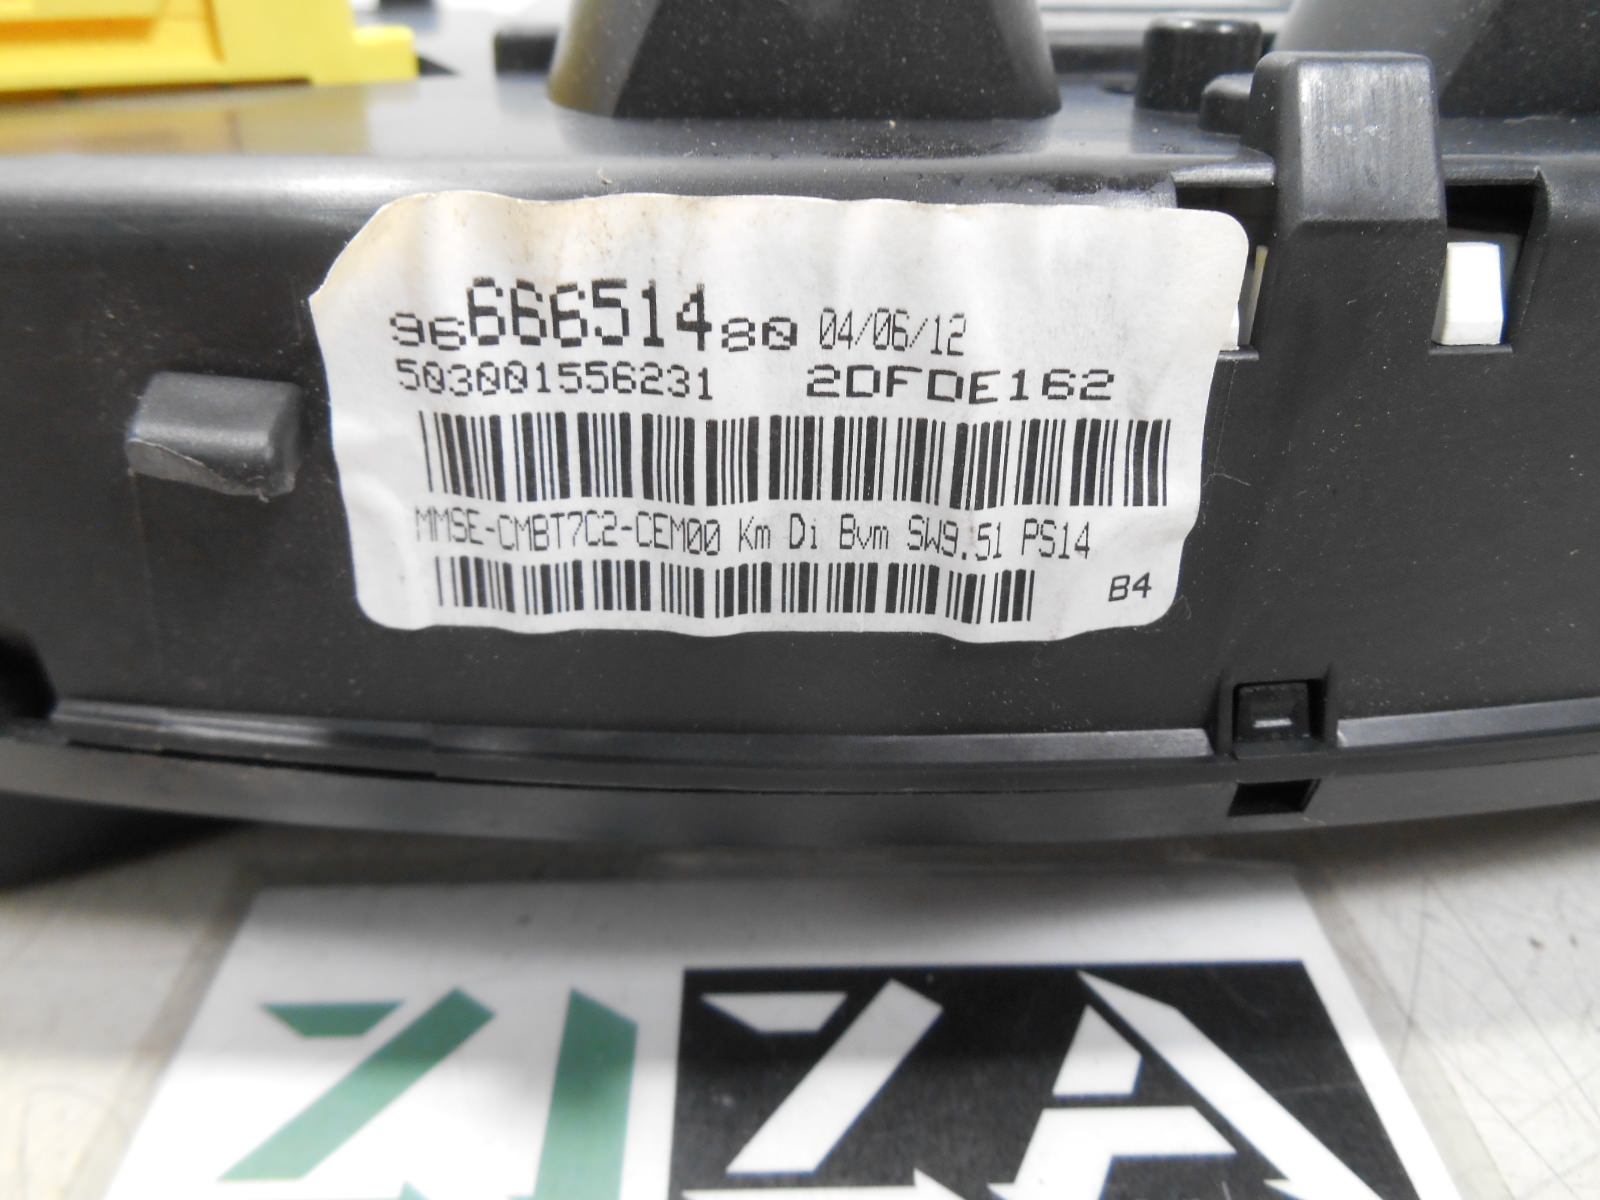 9666651480 04/06/12
503001556231 2DFDE162
MMSE-CMBT7C2-CEM00 Km Di Bvm SW9.51 PS14
B4